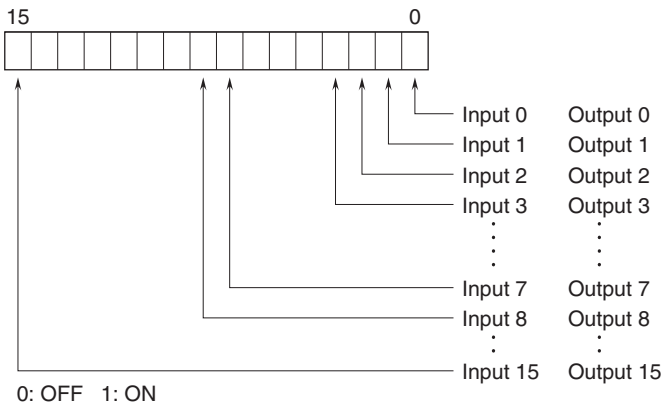 15 0
Input 0 Output 0
Input 1 Output 1
Input 2 Output 2
Input 3 Output 3
Input 7 Output 7
Input 8 Output 8
Input 15 Output 15
0: OFF 1: ON